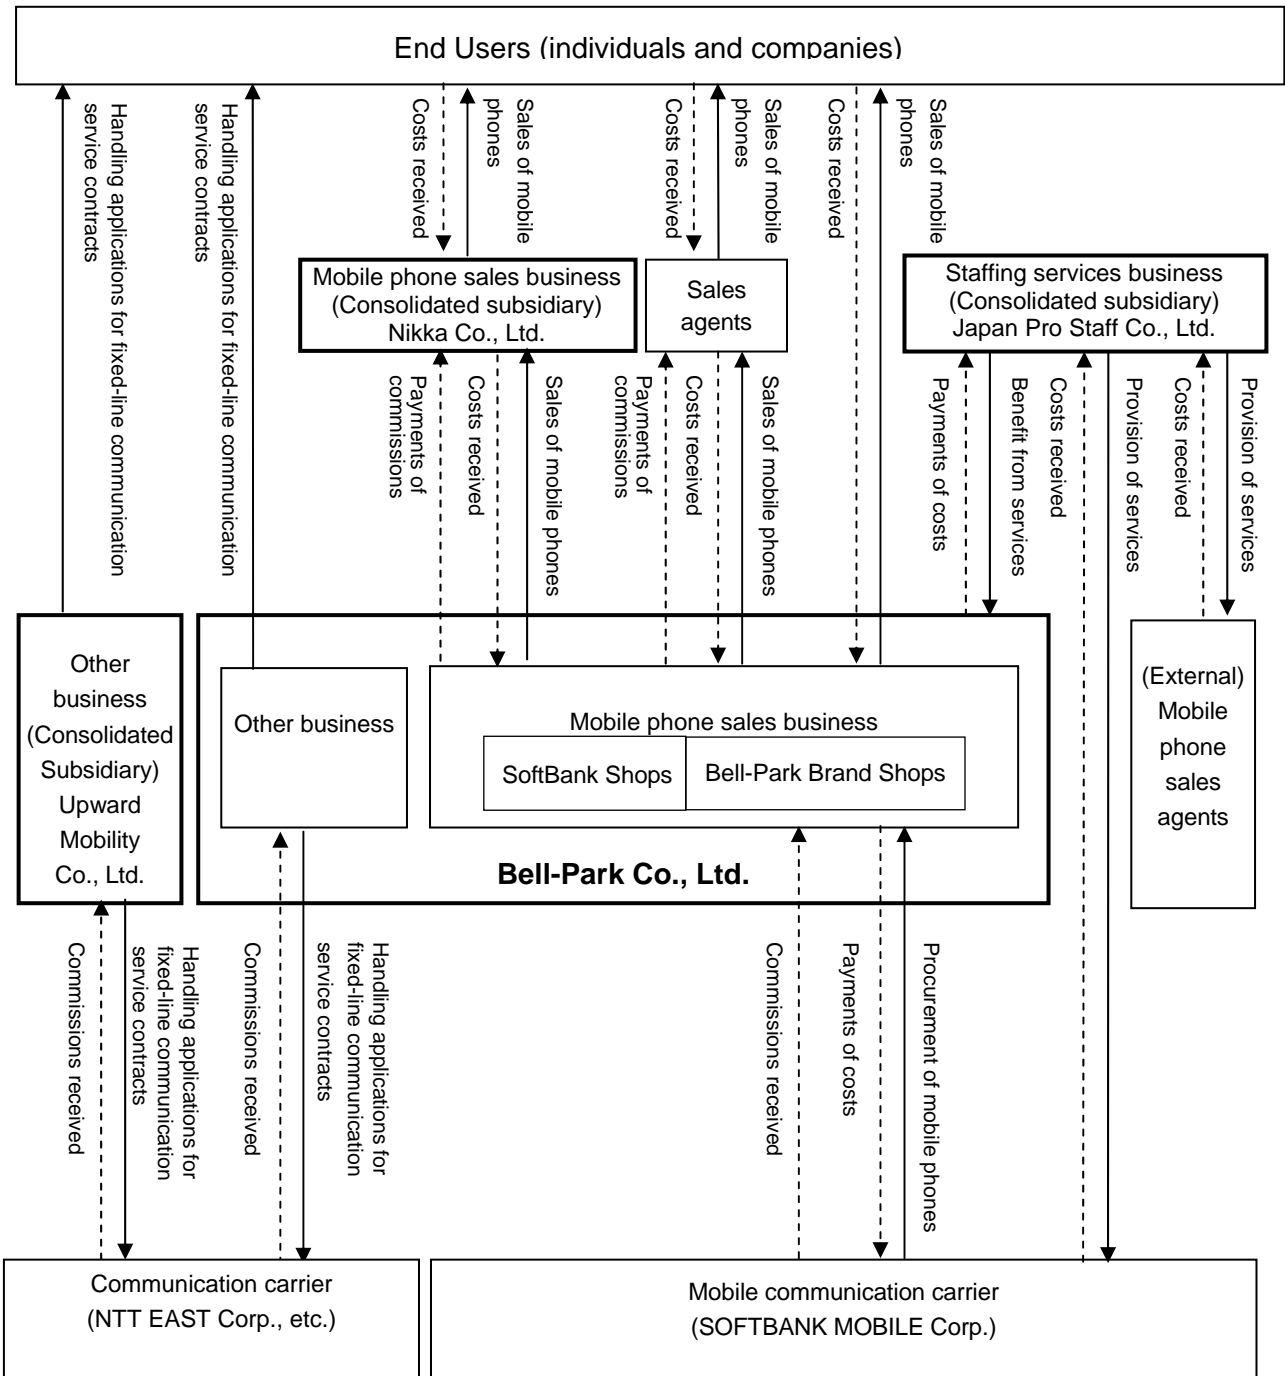 End Users (individuals and companies)
Handling applications for fixed-line communication
service contracts
Handling applications for fixed-line communication
service contracts
Costs received
Sales of mobile
phones
Costs received
Sales of mobile
phones
Costs received
Sales of mobile
phones
Mobile phone sales business
(Consolidated subsidiary)
Nikka Co., Ltd.
Sales
agents
Staffing services business
(Consolidated subsidiary)
Japan Pro Staff Co., Ltd.
Payments of
commissions
Costs received
Sales of mobile phones
Payments of
commissions
Costs received
Sales of mobile phones
Payments of costs
Benefit from services
Costs received
Provision of services
Costs received
Provision of services
Other
business
(Consolidated
Subsidiary)
Upward
Mobility
Co., Ltd.
Other business
Mobile phone sales business
SoftBank Shops
Bell-Park Brand Shops
Bell-Park Co., Ltd.
(External)
Mobile
phone
sales
agents
Commissions received
Handling applications for
fixed-line communication
service contracts
Commissions received
Handling applications for
fixed-line communication
service contracts
Commissions received
Payments of costs
Procurement of mobile phones
Communication carrier
(NTT EAST Corp., etc.)
Mobile communication carrier
(SOFTBANK MOBILE Corp.)